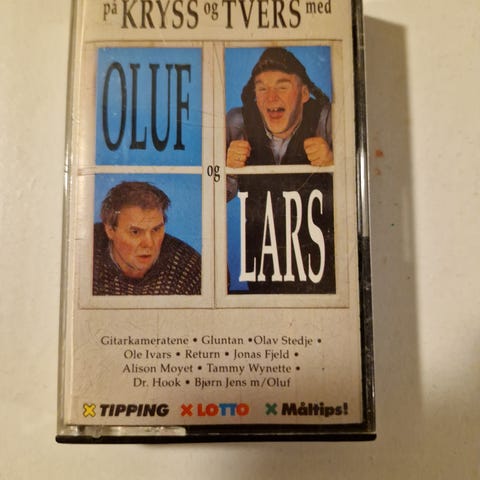 på KRYSS og TVERS med
OLUF
og
LARS
Gitarkameratene • Gluntan • Olav Stedje •
Ole Ivars • Return • Jonas Fjeld •
Alison Moyet • Tammy Wynette •
Dr. Hook • Bjørn Jens m/Oluf
TIPPING LOTTO Måltips!